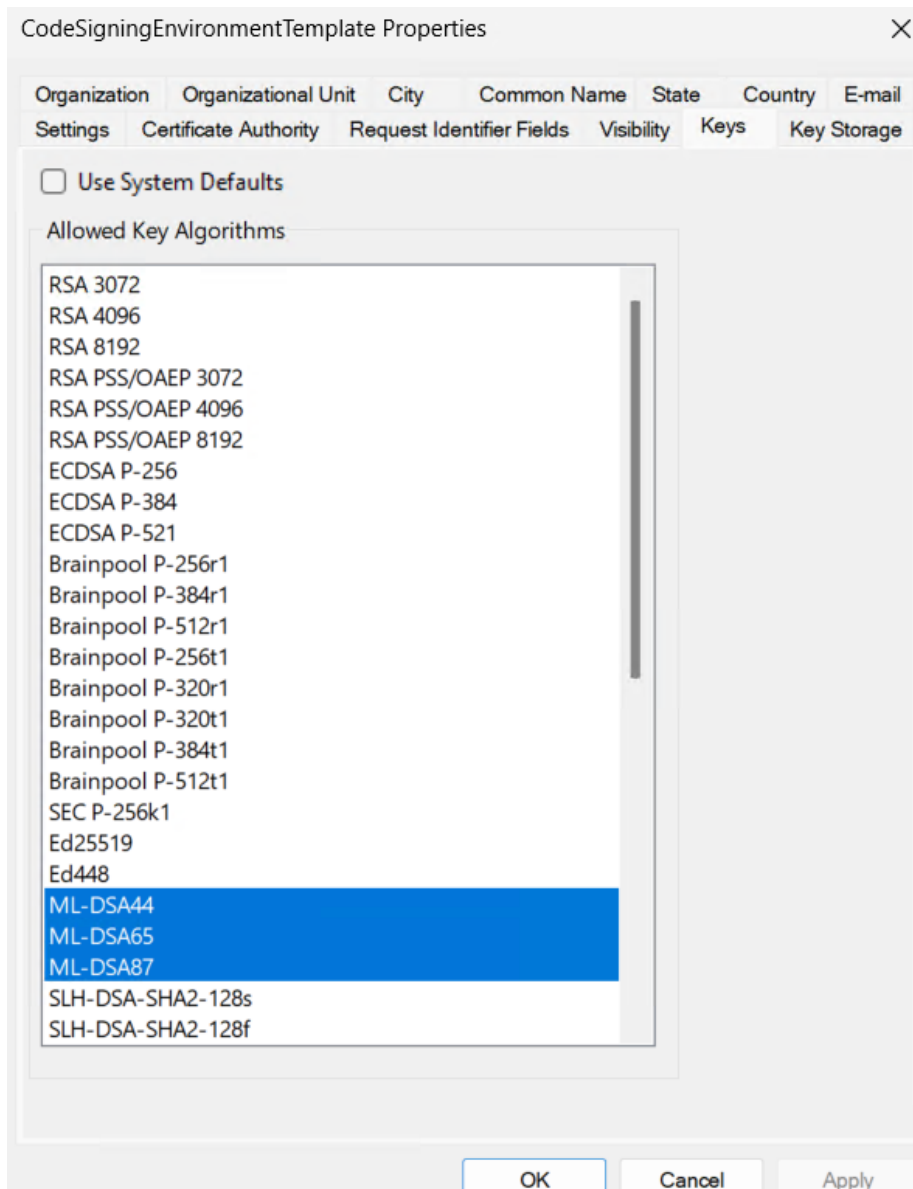 CodeSigningEnvironmentTemplate Properties
Organization Organizational Unit City Common Name State Country E-mail
Settings Certificate Authority Request Identifier Fields Visibility Keys Key Storage
Use System Defaults
Allowed Key Algorithms
RSA 3072
RSA 4096
RSA 8192
RSA PSS/OAEP 3072
RSA PSS/OAEP 4096
RSA PSS/OAEP 8192
ECDSA P-256
ECDSA P-384
ECDSA P-521
Brainpool P-256r1
Brainpool P-384r1
Brainpool P-512r1
Brainpool P-256t1
Brainpool P-320r1
Brainpool P-320t1
Brainpool P-384t1
Brainpool P-512t1
SEC P-256k1
Ed25519
Ed448
ML-DSA44
ML-DSA65
ML-DSA87
SLH-DSA-SHA2-128s
SLH-DSA-SHA2-128f
OK Cancel Apply